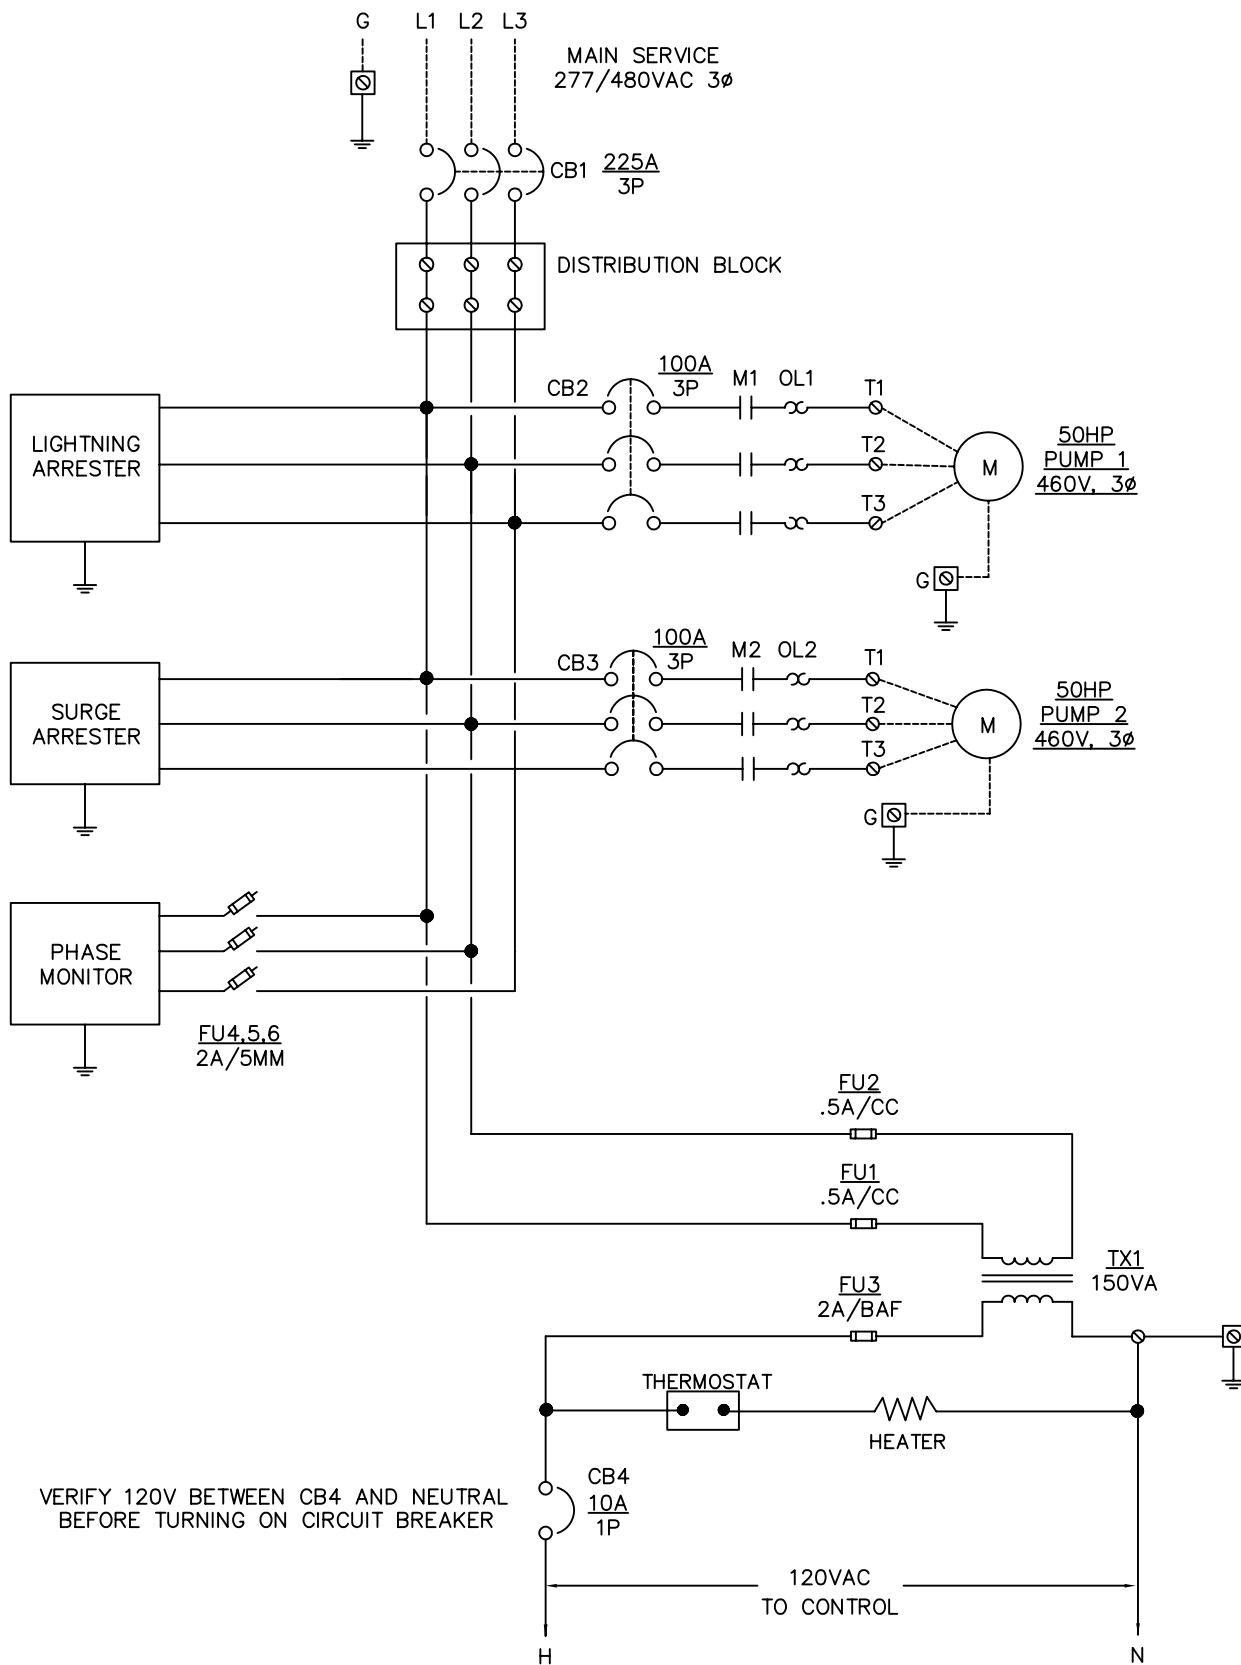 G L1 L2 L3
MAIN SERVICE
277/480VAC 3ø
CB1 225A
3P
DISTRIBUTION BLOCK
LIGHTNING
ARRESTER
CB2
100A
3P
M1 OL1
T1
T2
T3
M
50HP
PUMP 1
460V, 3ø
G
SURGE
ARRESTER
CB3
100A
3P
M2 OL2
T1
T2
T3
M
50HP
PUMP 2
460V, 3ø
G
PHASE
MONITOR
FU4,5,6
2A/5MM
FU2
.5A/CC
FU1
.5A/CC
TX1
150VA
FU3
2A/BAF
THERMOSTAT
HEATER
CB4
10A
1P
VERIFY 120V BETWEEN CB4 AND NEUTRAL
BEFORE TURNING ON CIRCUIT BREAKER
120VAC
TO CONTROL
H N